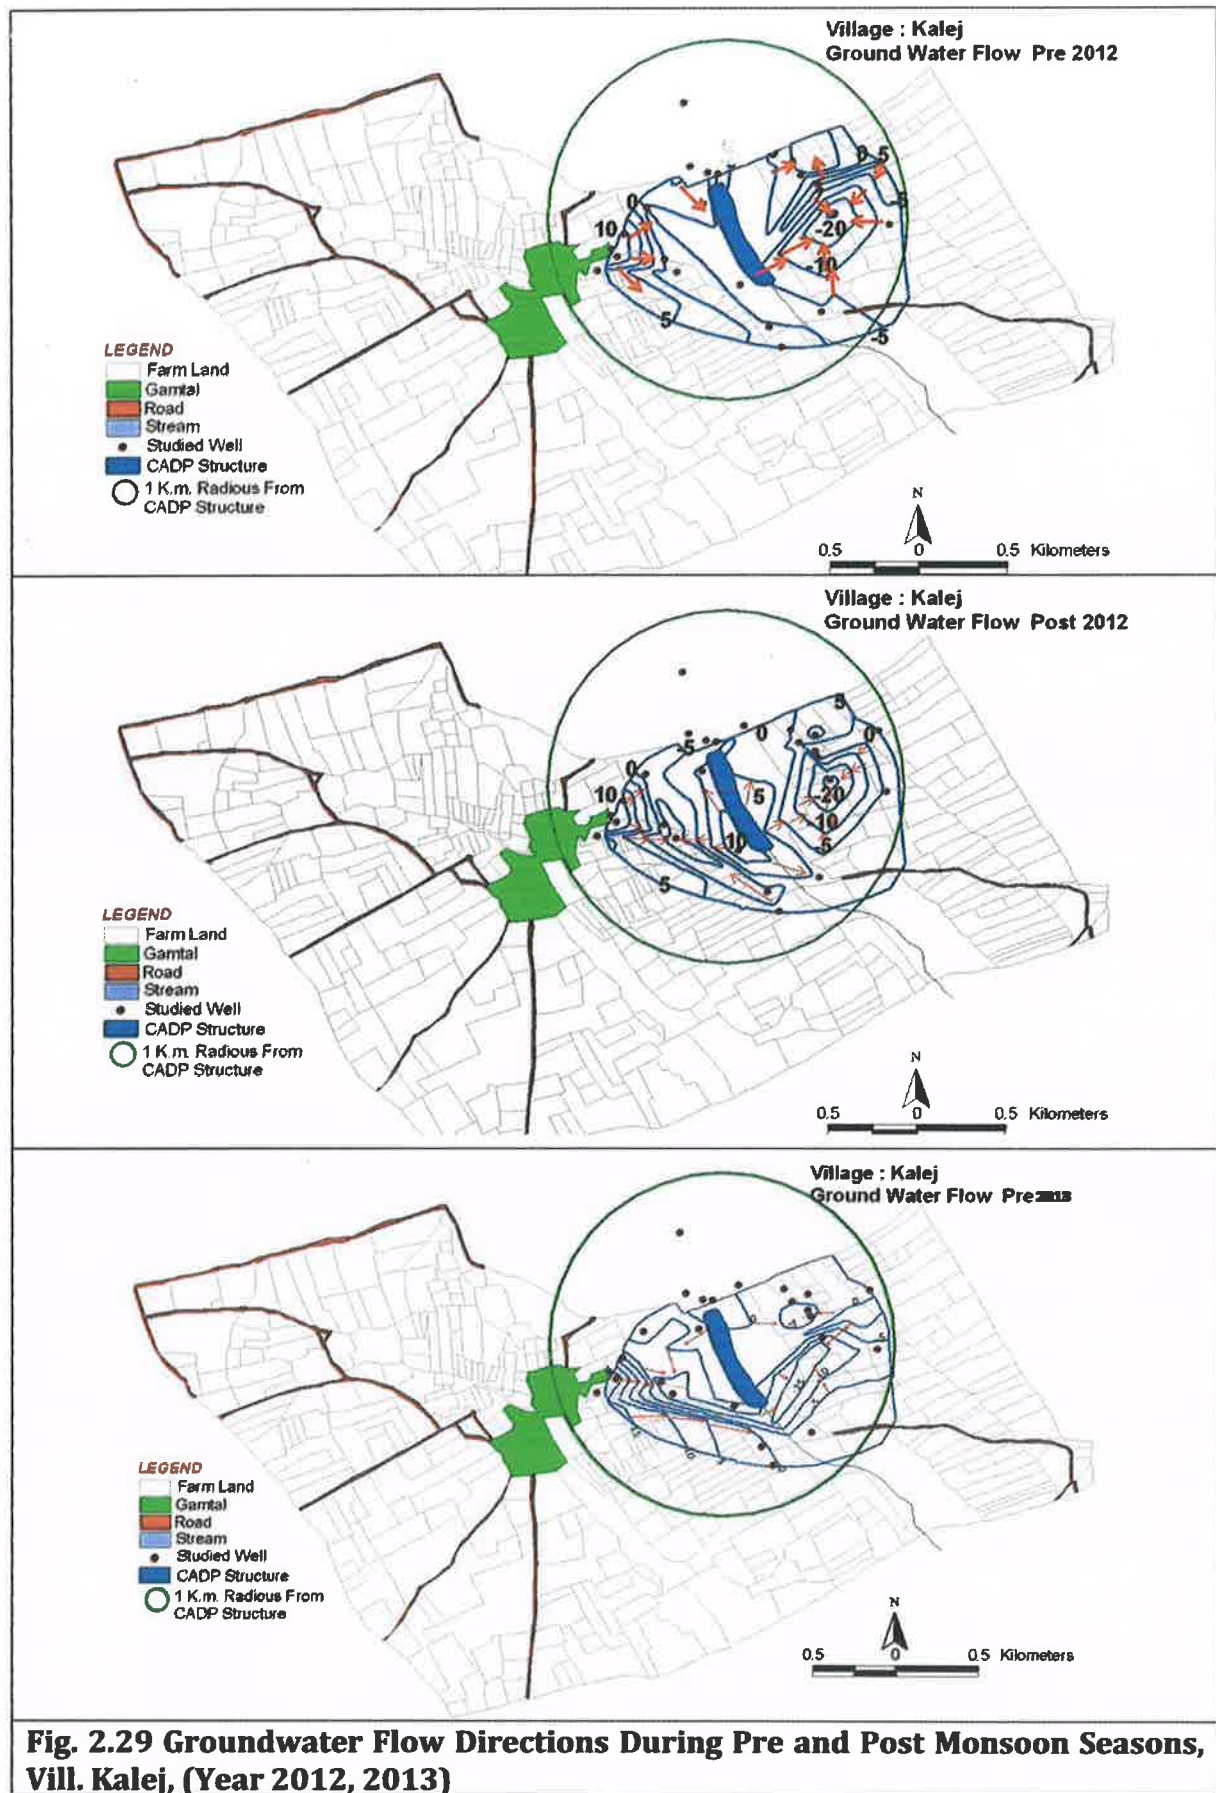 Village : Kalej
Ground Water Flow Pre 2012
0
10
5
-5
-20
-10
5
-5
LEGEND
Farm Land
Gamtal
Road
Stream
Studied Well
CADP Structure
1 K.m. Radious From
CADP Structure
N
0.5 0 0.5 Kilometers
Village : Kalej
Ground Water Flow Post 2012
5
0
0
-5
0
10
5
-20
-10
10
-5
5
LEGEND
Farm Land
Gamtal
Road
Stream
Studied Well
CADP Structure
1 K.m. Radious From
CADP Structure
N
0.5 0 0.5 Kilometers
Village : Kalej
Ground Water Flow Pre 2013
LEGEND
Farm Land
Gamtal
Road
Stream
Studied Well
CADP Structure
1 K.m. Radious From
CADP Structure
N
0.5 0 0.5 Kilometers
Fig. 2.29 Groundwater Flow Directions During Pre and Post Monsoon Seasons,
Vill. Kalej, (Year 2012, 2013)